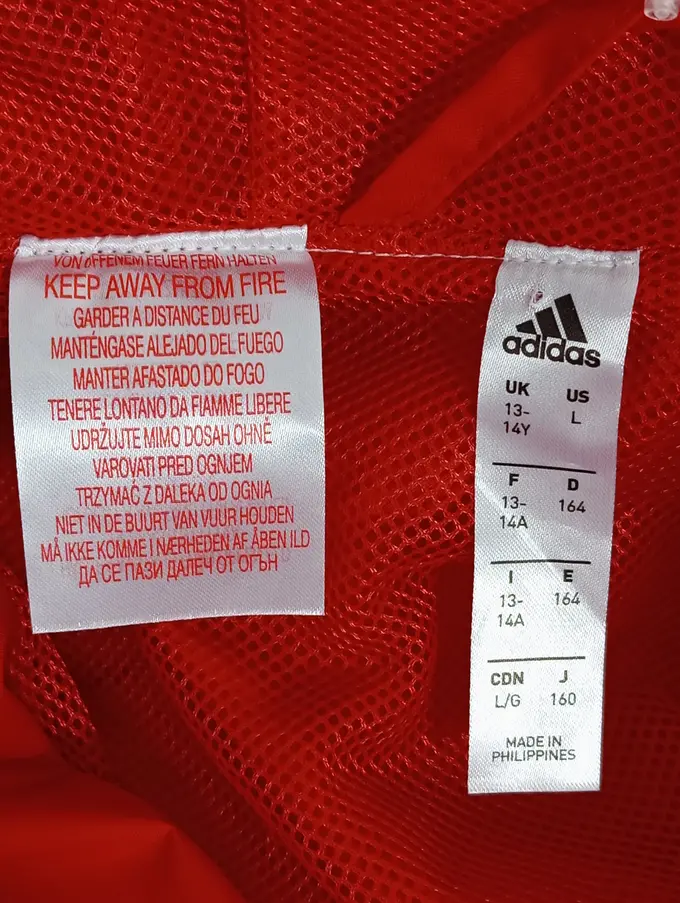 VON OFFENEM FEUER FERN HALTEN
KEEP AWAY FROM FIRE
GARDER A DISTANCE DU FEU
MANTÉNGASE ALEJADO DEL FUEGO
MANTER AFASTADO DO FOGO
TENERE LONTANO DA FIAMME LIBERE
UDRŽUJTE MIMO DOSAH OHNĚ
VAROVATI PRED OGNJEM
TRZYMAĆ Z DALEKA OD OGNIA
NIET IN DE BUURT VAN VUUR HOUDEN
MÅ IKKE KOMME I NÆRHEDEN AF ÅBEN ILD
ДА СЕ ПАЗИ ДАЛЕЧ ОТ ОГЪН
adidas
UK US
13-14Y L
F D
13-14A 164
I E
13-14A 164
CDN J
L/G 160
MADE IN
PHILIPPINES